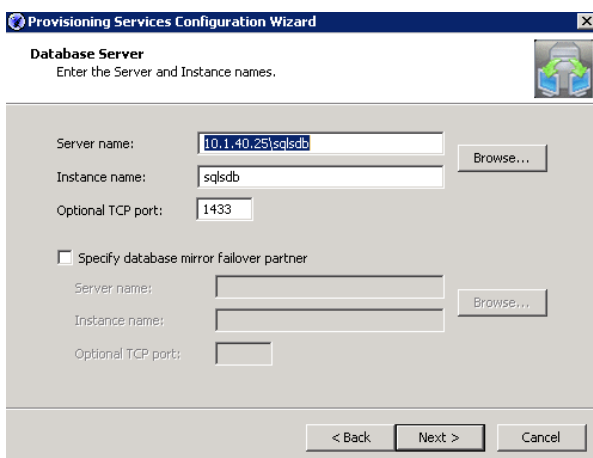 Provisioning Services Configuration Wizard
Database Server
Enter the Server and Instance names.
Server name: 10.1.40.25\sqlsdb
Browse...
Instance name: sqlsdb
Optional TCP port: 1433
Specify database mirror failover partner
Server name:
Browse...
Instance name:
Optional TCP port:
< Back Next > Cancel